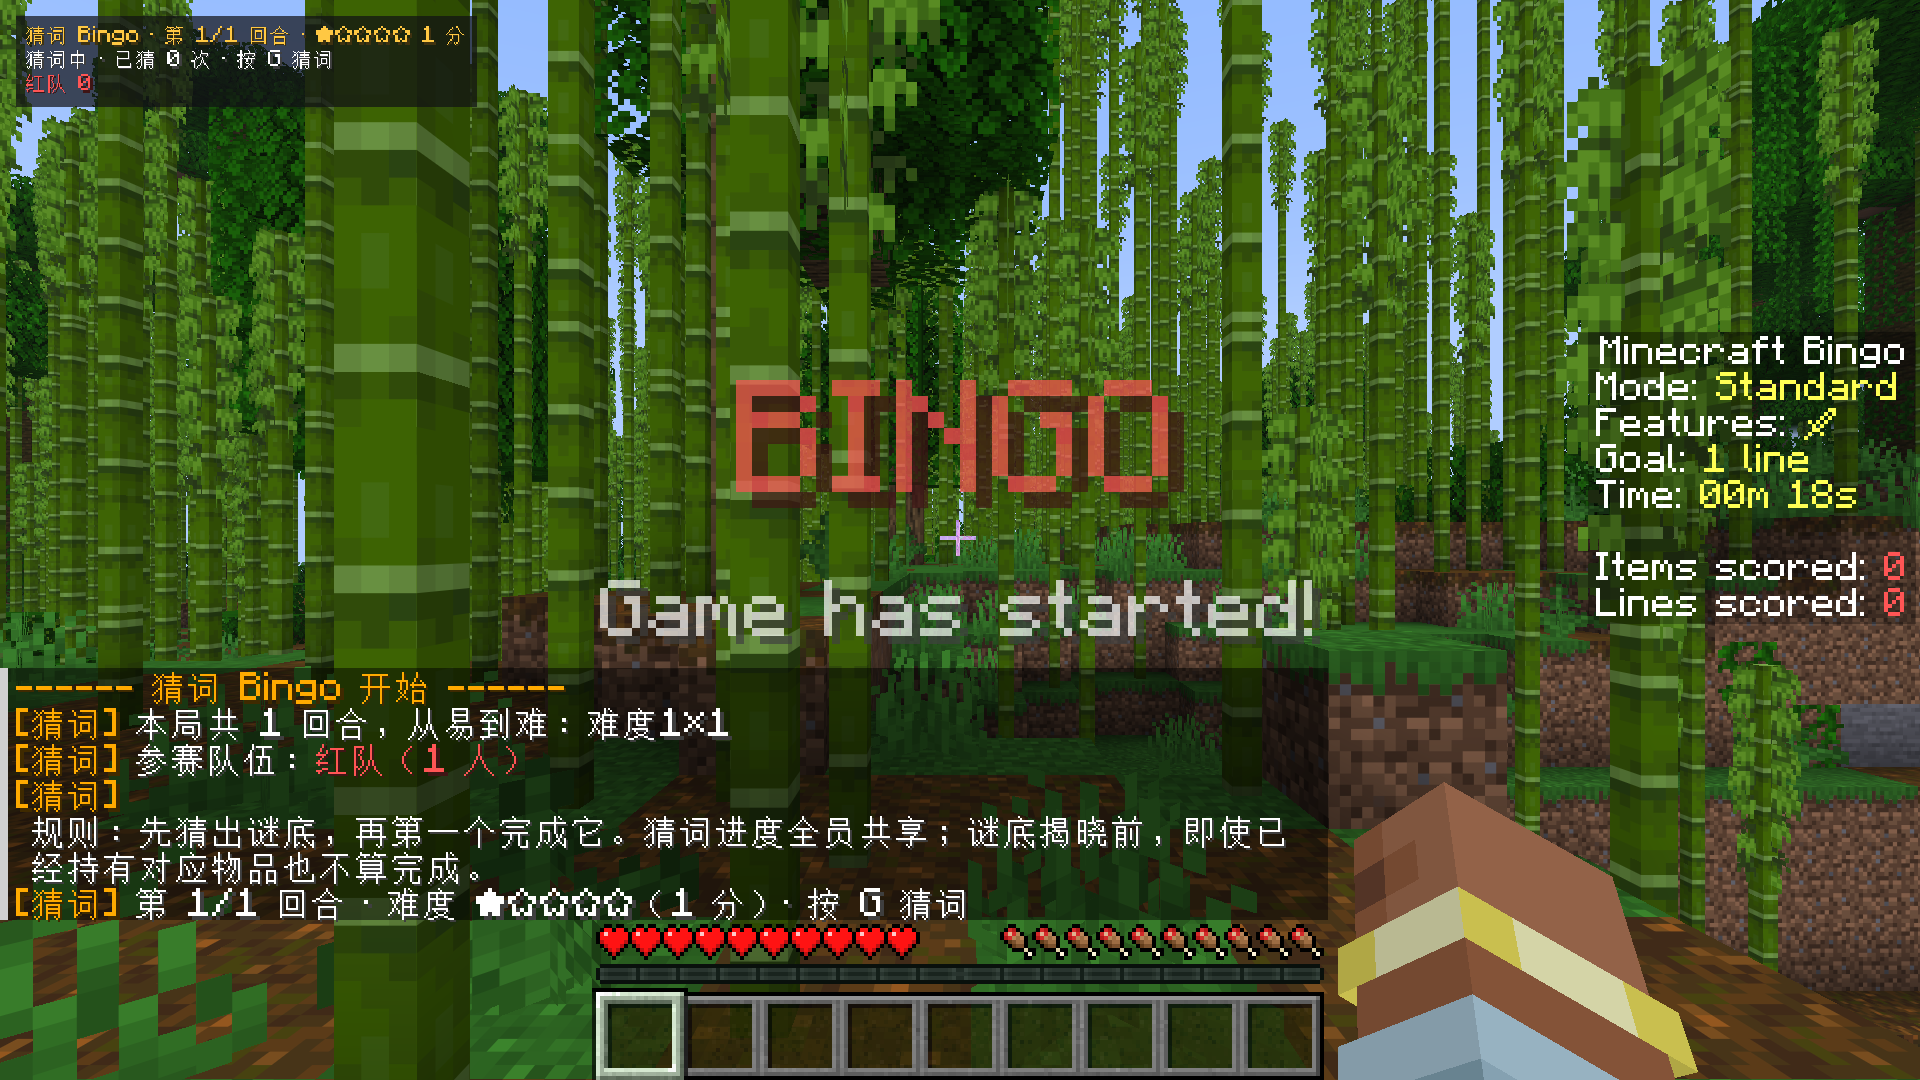 猜词 Bingo · 第 1/1 回合 · ★☆☆☆☆ 1 分
猜词中 · 已猜 0 次 · 按 G 猜词
红队 0
BINGO
Game has started!
Minecraft Bingo
Mode: Standard
Features: 🗡
Goal: 1 line
Time: 00m 18s
Items scored: 0
Lines scored: 0
------ 猜词 Bingo 开始 ------
[猜词] 本局共 1 回合，从易到难：难度1×1
[猜词] 参赛队伍：红队（1 人）
[猜词]
规则：先猜出谜底，再第一个完成它。猜词进度全员共享；谜底揭晓前，即使已
经持有对应物品也不算完成。
[猜词] 第 1/1 回合 · 难度 ★☆☆☆☆（1 分）· 按 G 猜词